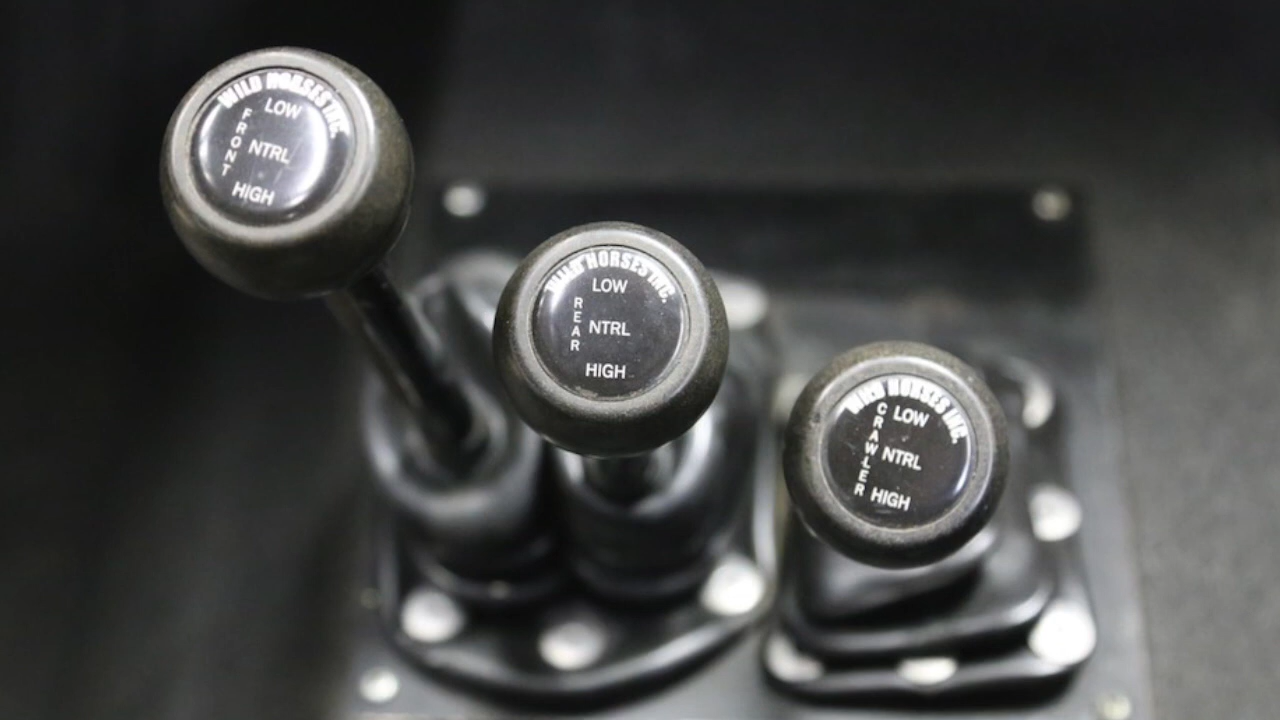 WILD HORSES INC.
LOW
FRONT
NTRL
HIGH
WILD HORSES INC.
LOW
REAR
NTRL
HIGH
WILD HORSES INC.
LOW
CRAWLER
NTRL
HIGH